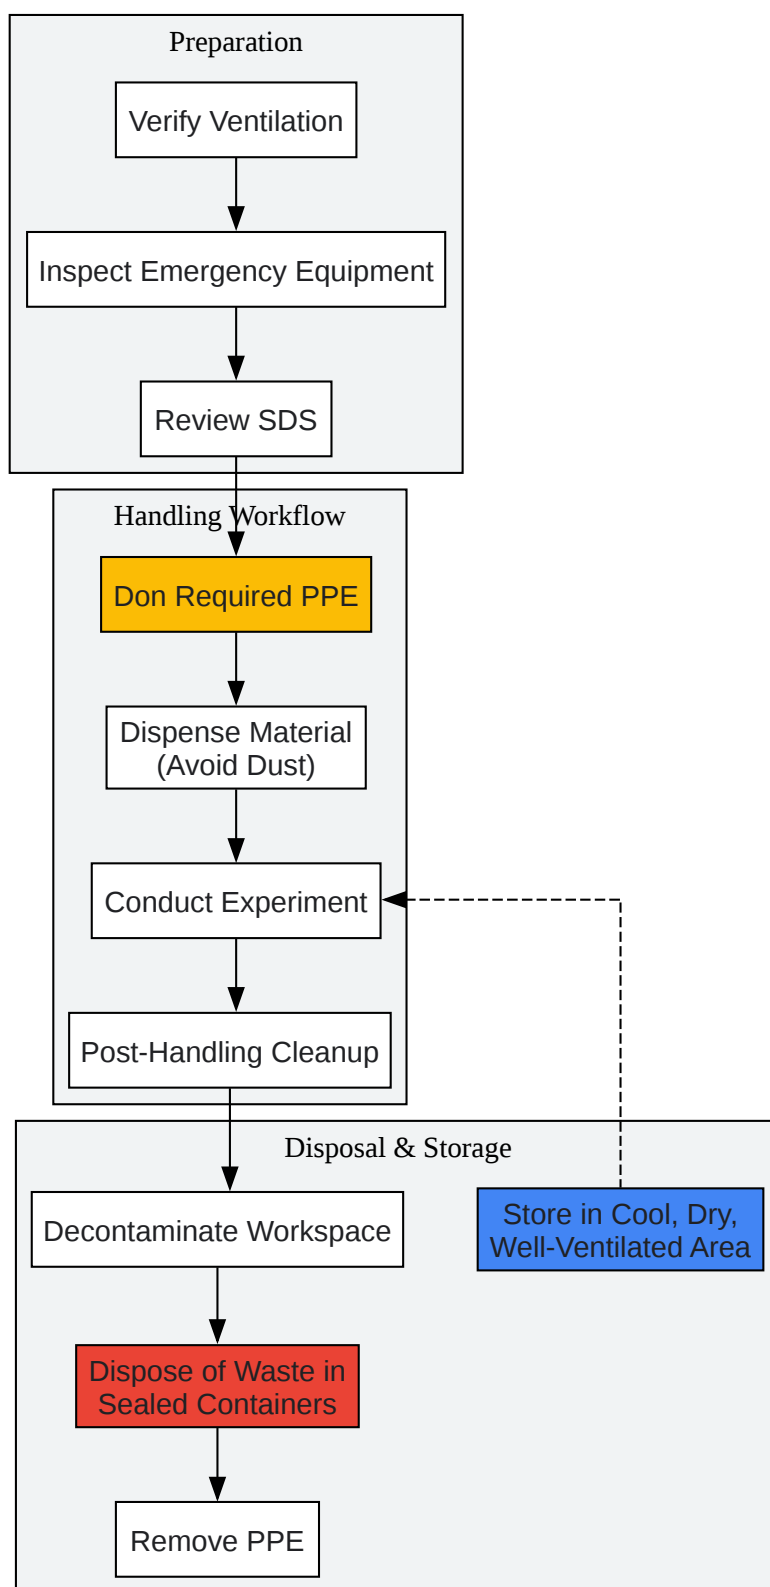 Preparation
Verify Ventilation
Inspect Emergency Equipment
Review SDS
Handling Workflow
Don Required PPE
Dispense Material
(Avoid Dust)
Conduct Experiment
Post-Handling Cleanup
Disposal & Storage
Decontaminate Workspace
Store in Cool, Dry,
Well-Ventilated Area
Dispose of Waste in
Sealed Containers
Remove PPE